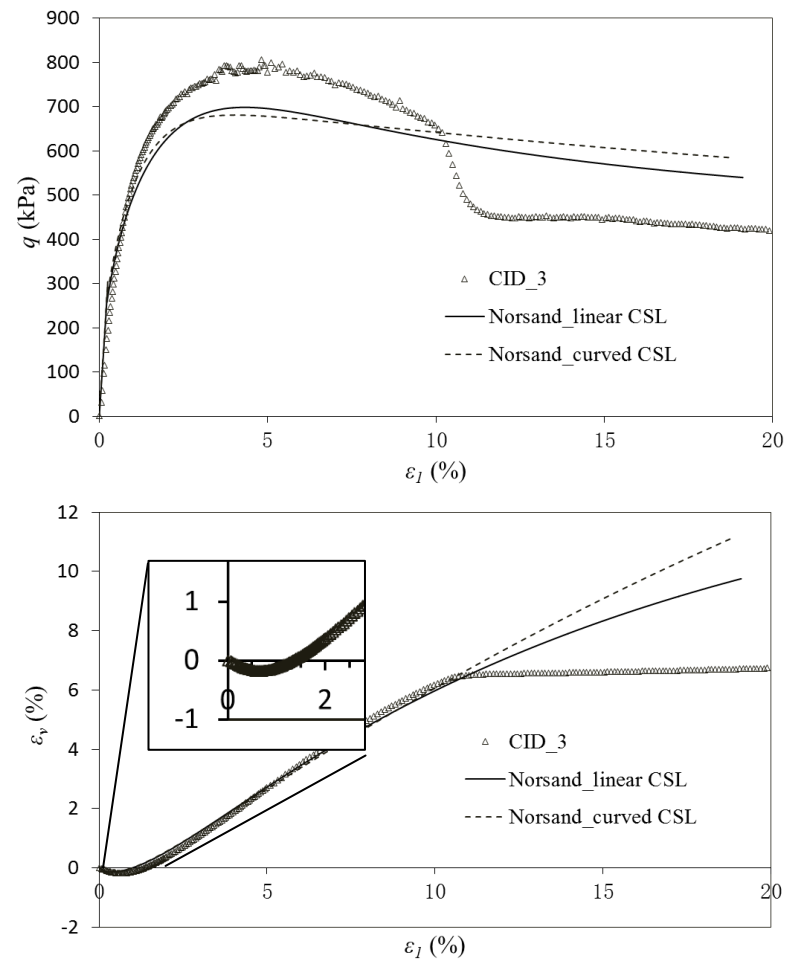 900
800
700
600
500
400
300
200
100
0
q (kPa)
0 5 10 15 20
ε1 (%)
CID_3
Norsand_linear CSL
Norsand_curved CSL
12
10
8
6
4
2
0
-2
εv (%)
1
0
-1
0 2
CID_3
Norsand_linear CSL
Norsand_curved CSL
0 5 10 15 20
ε1 (%)